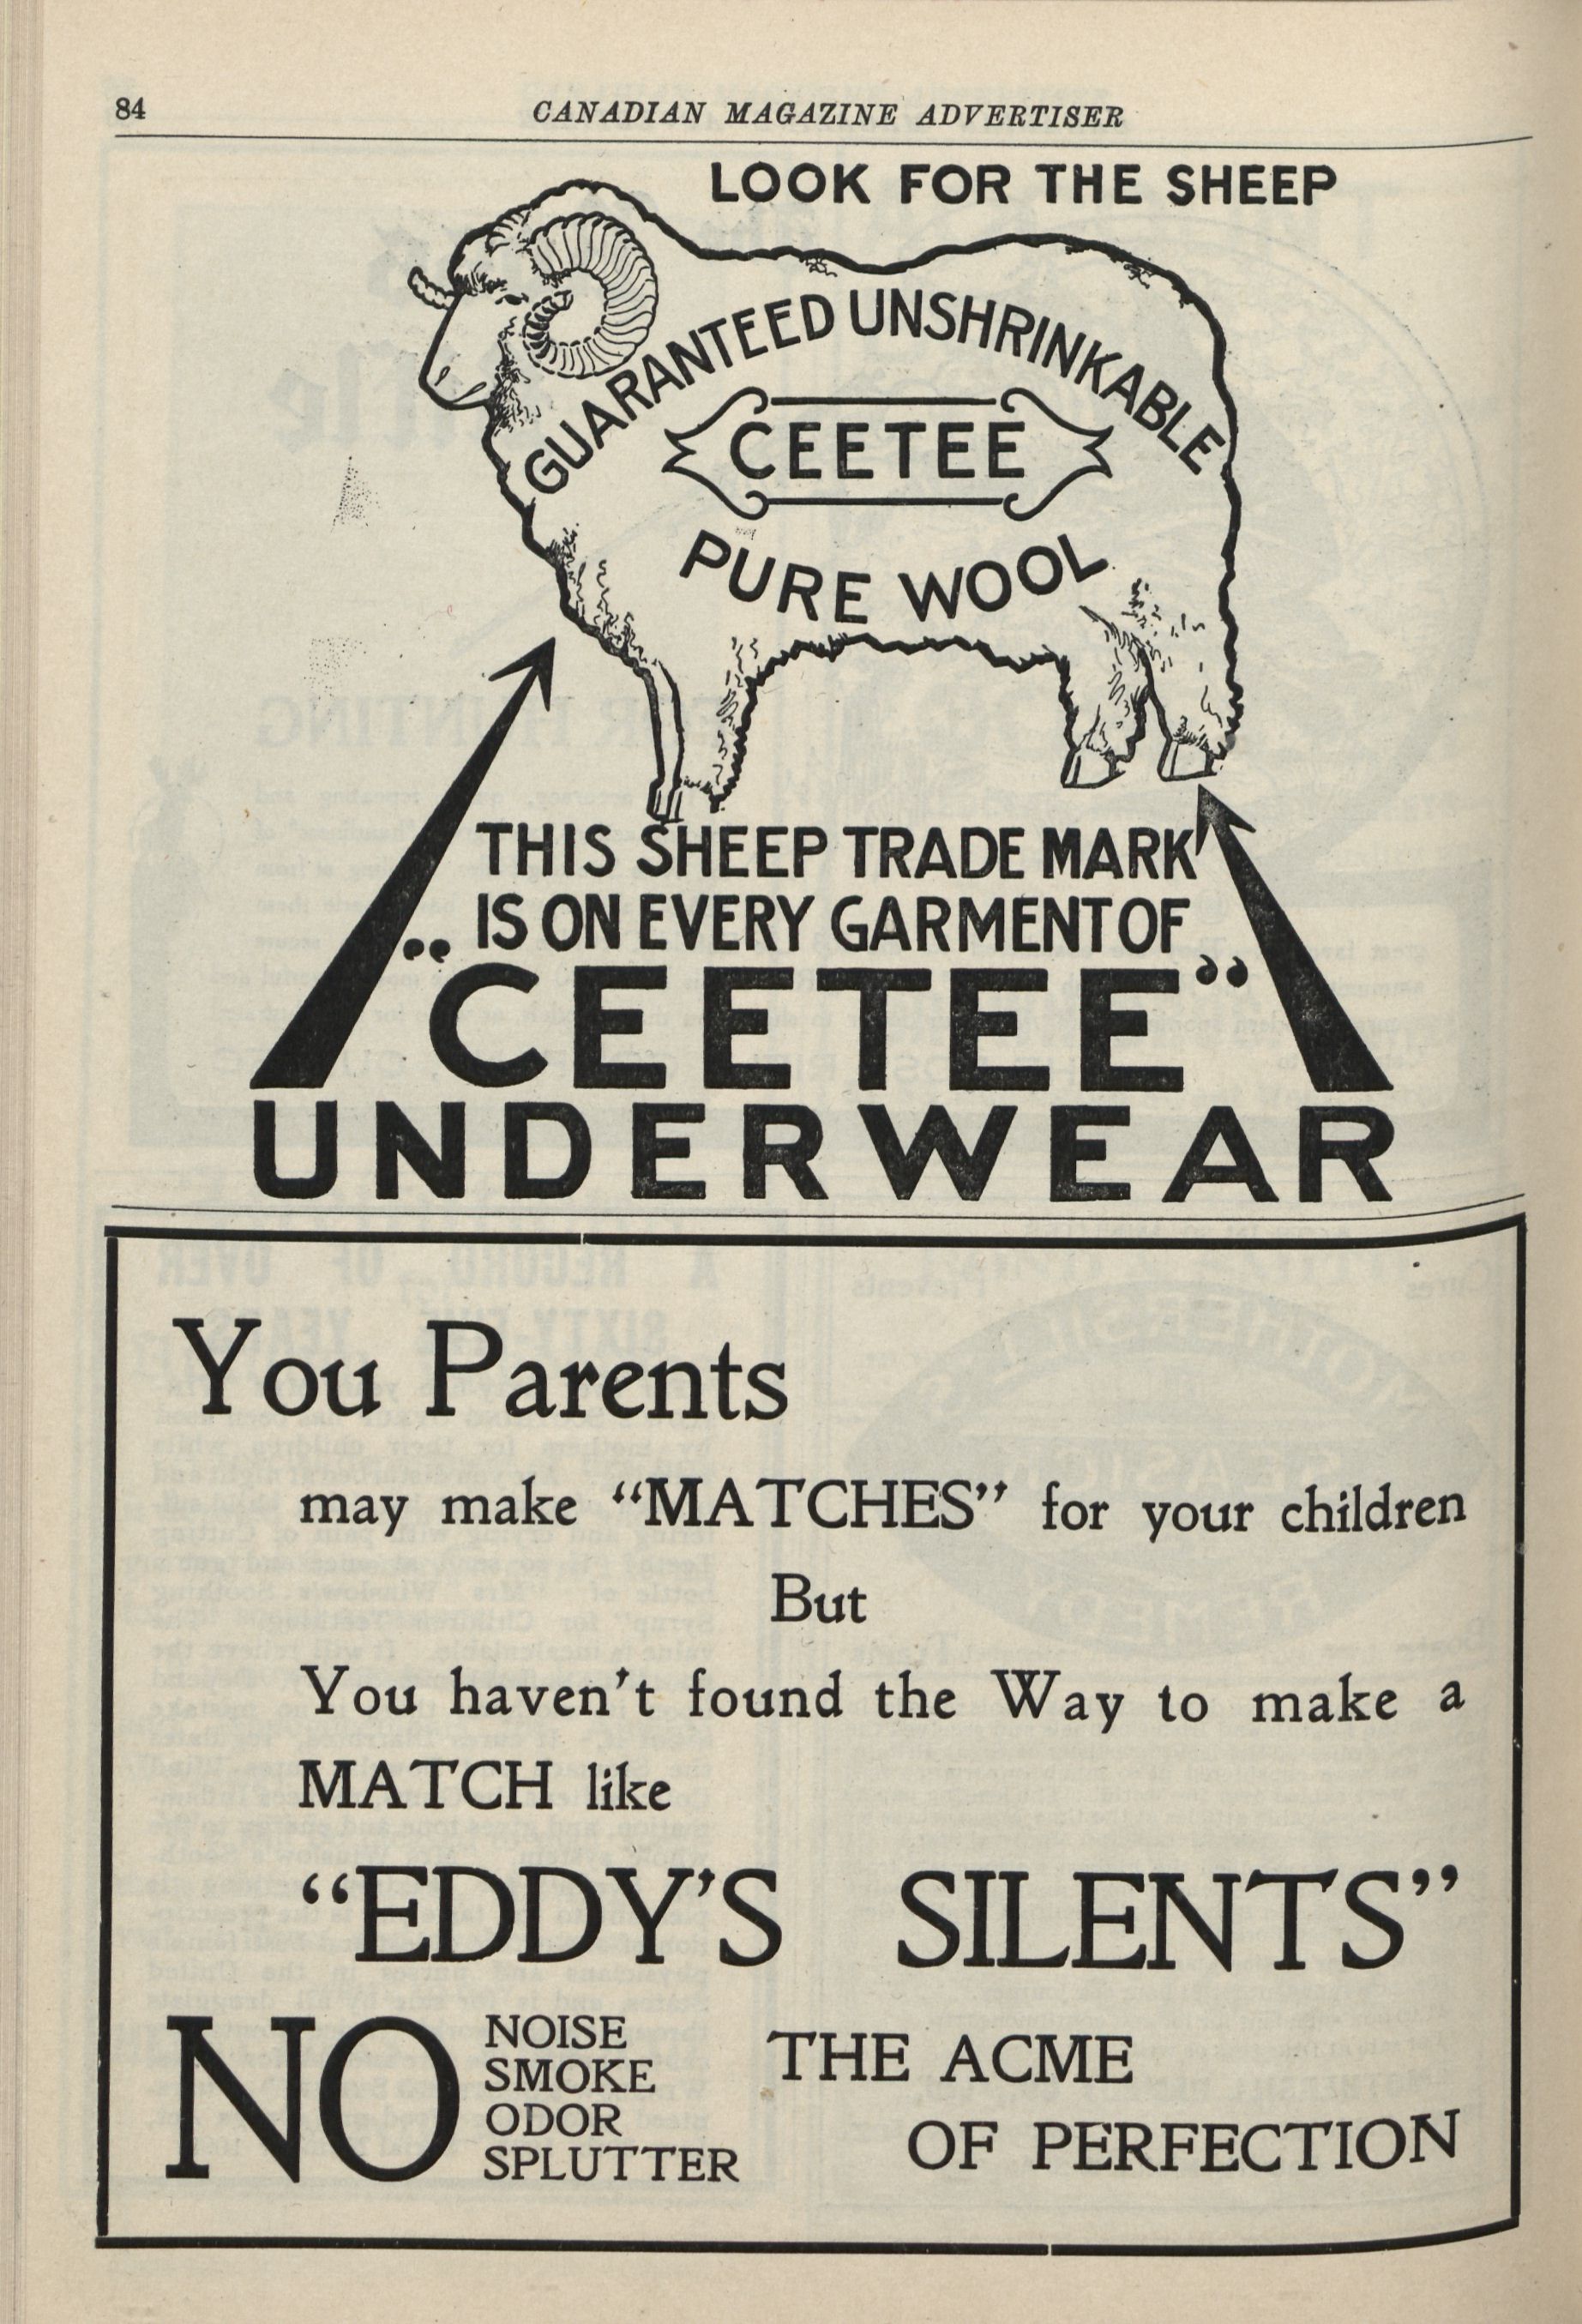 84
CANADIAN MAGAZINE ADVERTISER
LOOK FOR THE SHEEP
GUARANTEED UNSHRINKABLE
CEETEE
PURE WOOL
THIS SHEEP TRADE MARK
IS ON EVERY GARMENT OF
"CEETEE"
UNDERWEAR
You Parents
may make "MATCHES" for your children
But
You haven't found the Way to make a
MATCH like
"EDDY'S SILENTS"
NO
NOISE
SMOKE
ODOR
SPLUTTER
THE ACME
OF PERFECTION